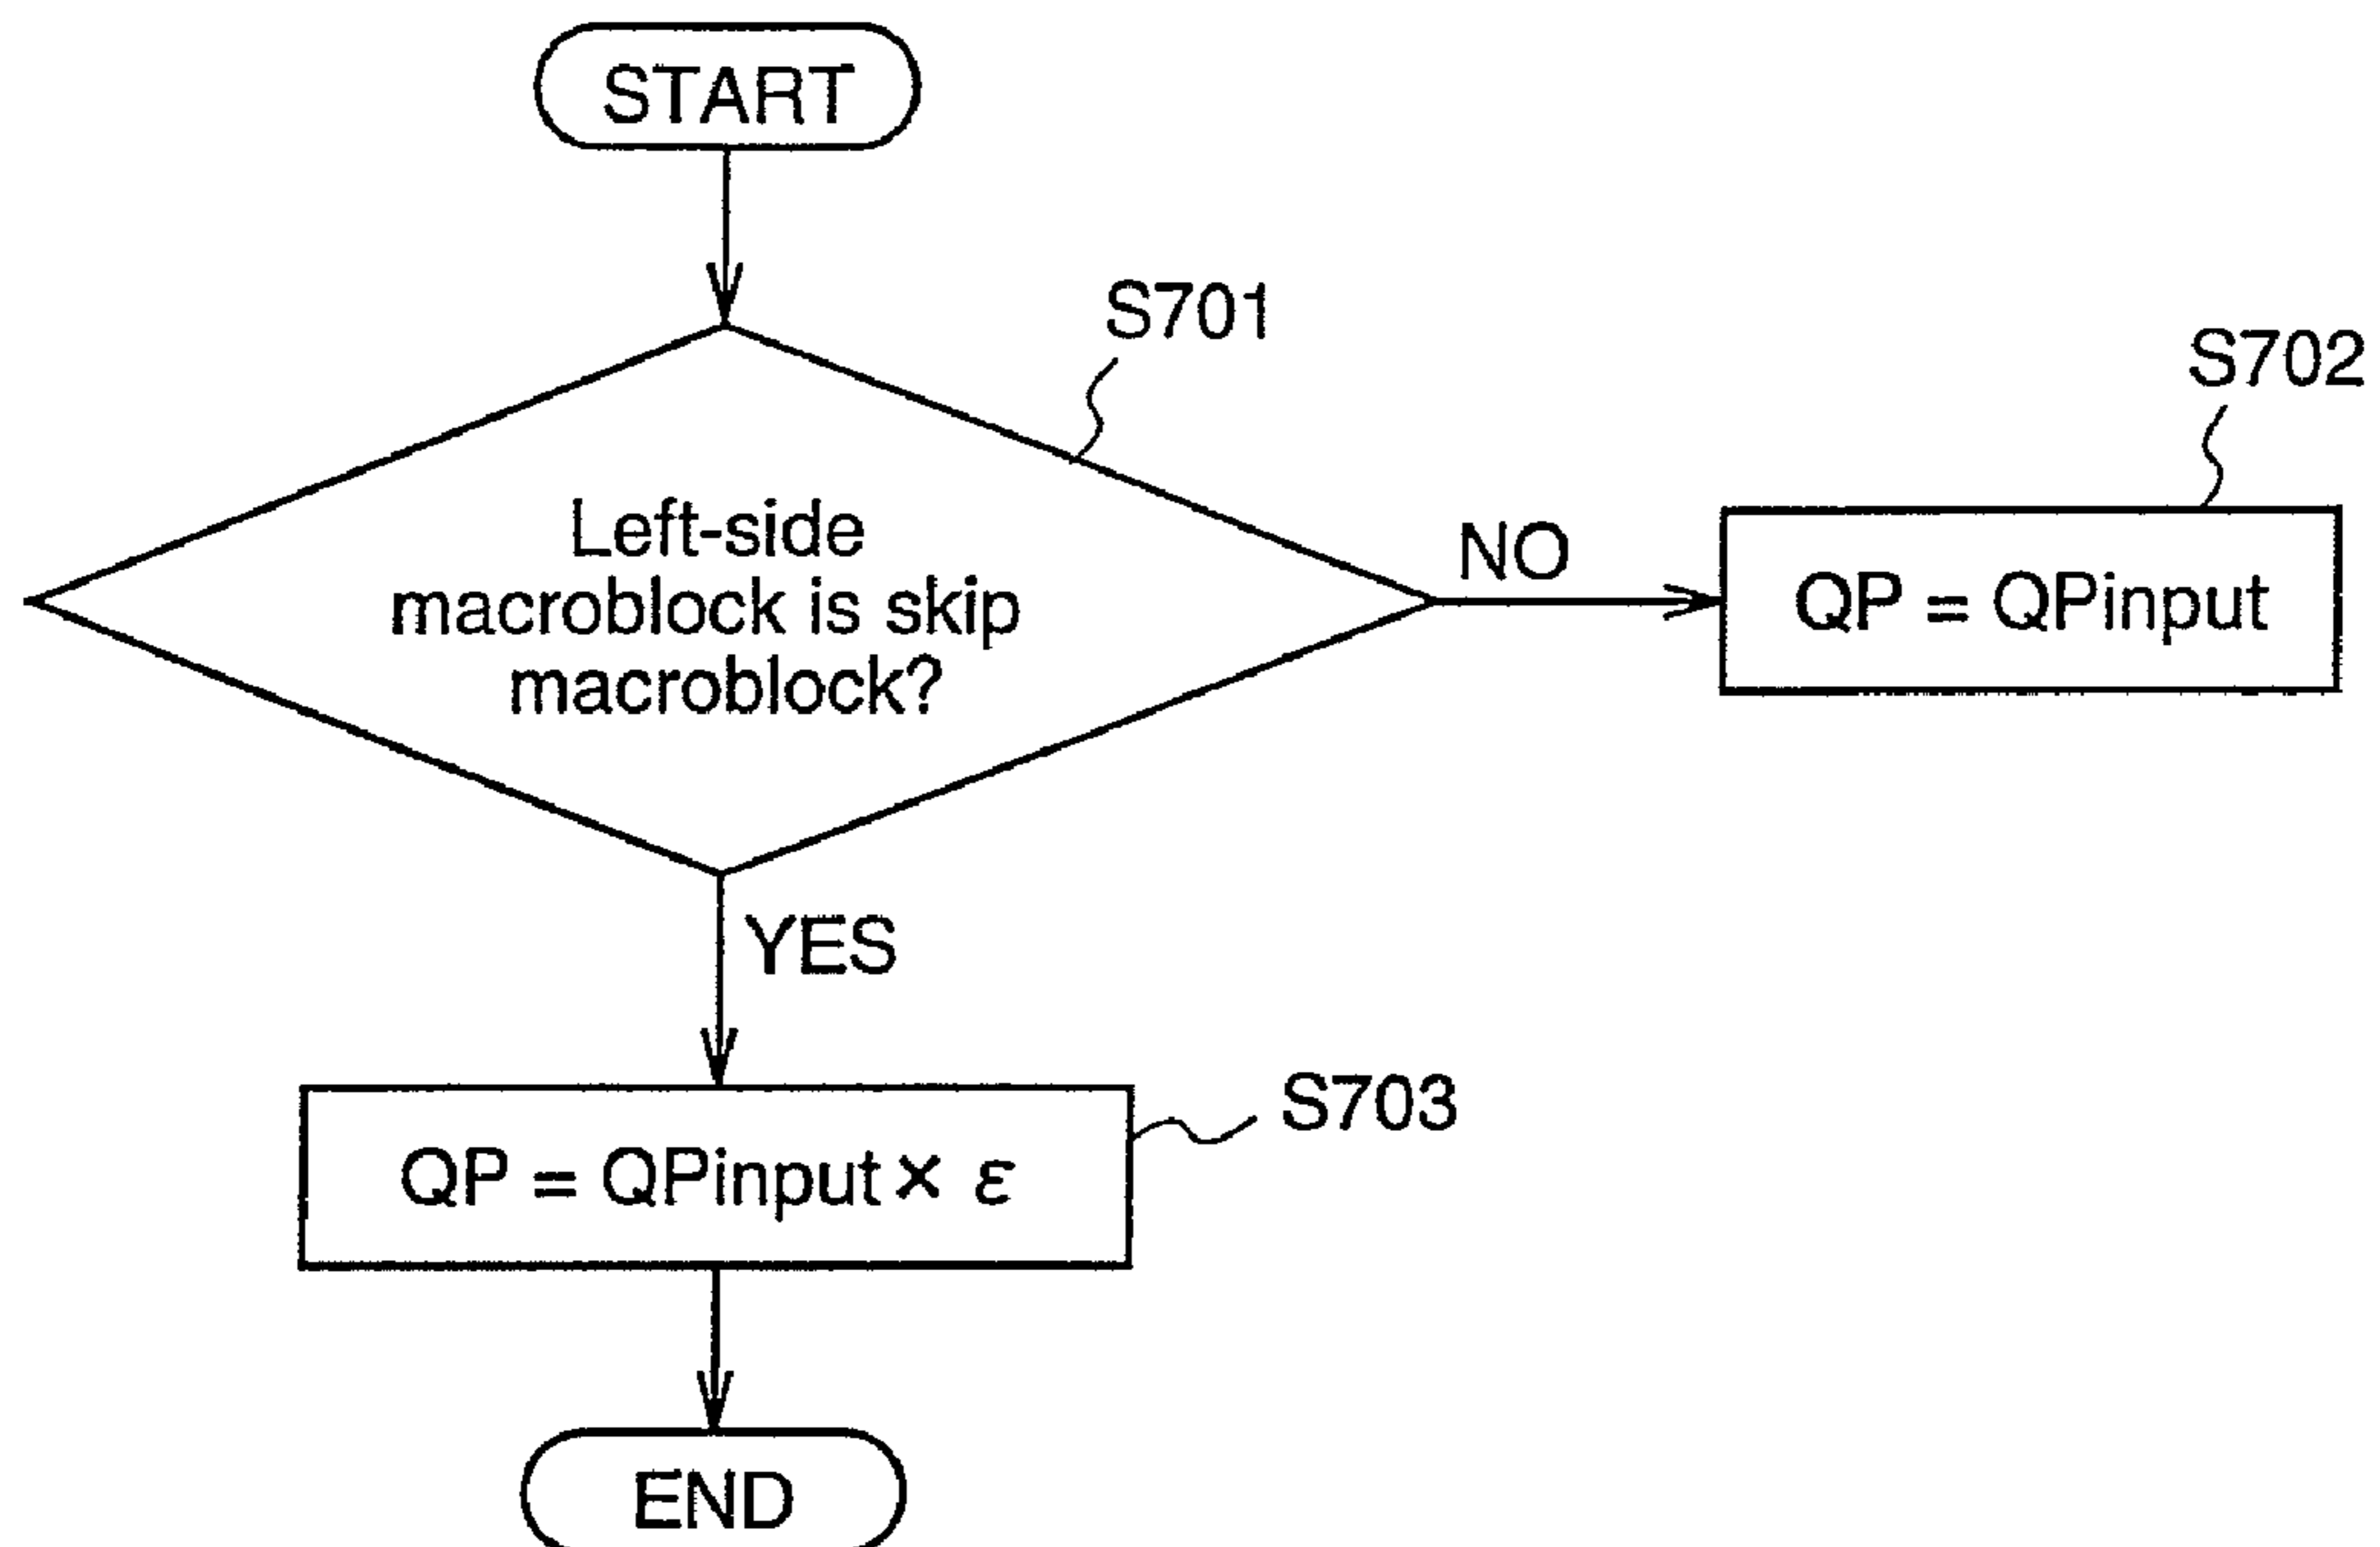 START
S701
S702
Left-side
macroblock is skip
macroblock?
NO
QP = QPinput
YES
S703
QP = QPinput × ε
END